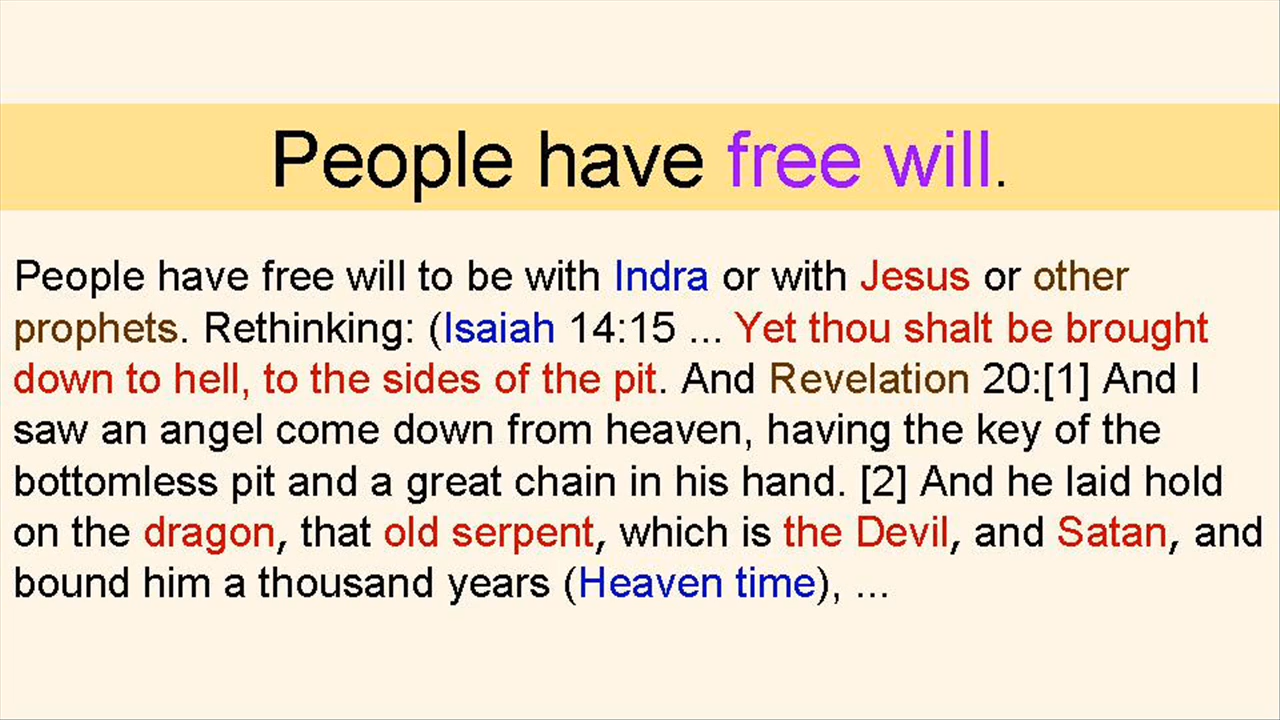 People have free will.
People have free will to be with Indra or with Jesus or other
prophets. Rethinking: (Isaiah 14:15 ... Yet thou shalt be brought
down to hell, to the sides of the pit. And Revelation 20:[1] And I
saw an angel come down from heaven, having the key of the
bottomless pit and a great chain in his hand. [2] And he laid hold
on the dragon, that old serpent, which is the Devil, and Satan, and
bound him a thousand years (Heaven time), ...